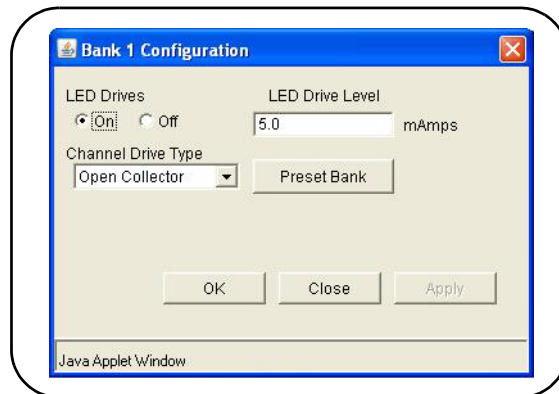 Bank 1 Configuration
LED Drives
LED Drive Level
On Off
5.0 mAmps
Channel Drive Type
Open Collector
Preset Bank
OK Close Apply
Java Applet Window